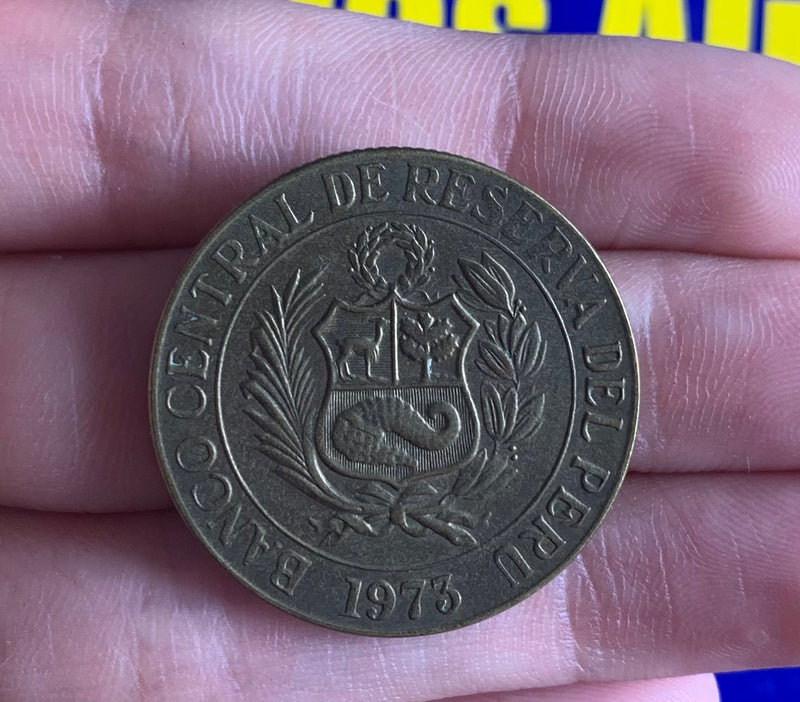 BANCO CENTRAL DE RESERVA DEL PERU
1973